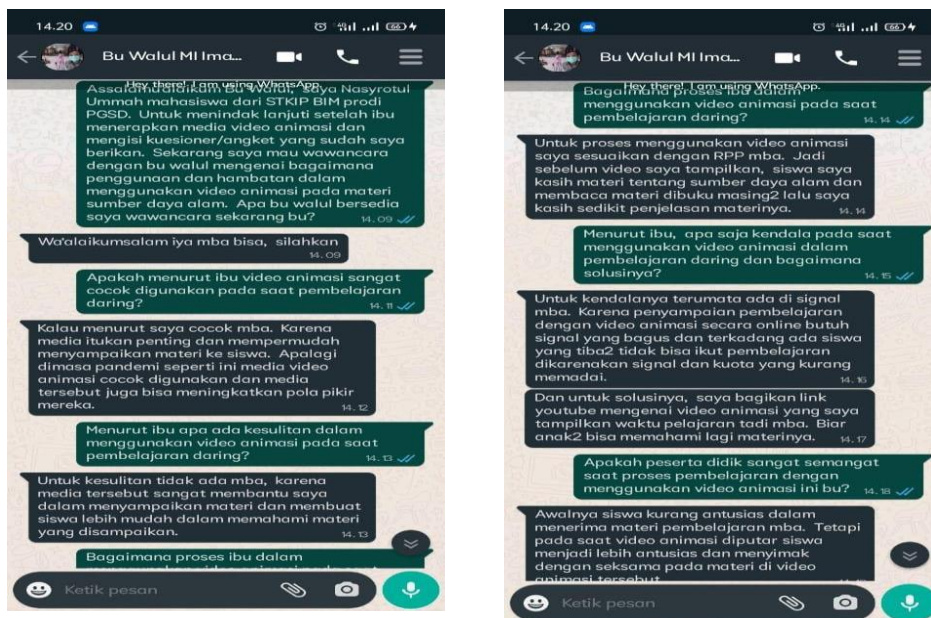 14.20
66
Bu Walul MI Ima...
Hey there! I am using WhatsApp.
Assalamualaikum Bu Walul, saya Nasyrotul
Ummah mahasiswa dari STKIP BIM prodi
PGSD. Untuk menindak lanjuti setelah ibu
menerapkan media video animasi dan
mengisi kuesioner/angket yang sudah saya
berikan. Sekarang saya mau wawancara
dengan bu walul mengenai bagaimana
penggunaan dan hambatan dalam
menggunakan video animasi pada materi
sumber daya alam. Apa bu walul bersedia
saya wawancara sekarang bu?
14.09
Wa'alaikumsalam iya mba bisa, silahkan
14.09
Apakah menurut ibu video animasi sangat
cocok digunakan pada saat pembelajaran
daring?
14.11
Kalau menurut saya cocok mba. Karena
media itukan penting dan mempermudah
menyampaikan materi ke siswa. Apalagi
dimasa pandemi seperti ini media video
animasi cocok digunakan dan media
tersebut juga bisa meningkatkan pola pikir
mereka.
14.12
Menurut ibu apa ada kesulitan dalam
menggunakan video animasi pada saat
pembelajaran daring?
14.13
Untuk kesulitan tidak ada mba, karena
media tersebut sangat membantu saya
dalam menyampaikan materi dan membuat
siswa lebih mudah dalam memahami materi
yang disampaikan.
14.13
Bagaimana proses ibu dalam
Ketik pesan
14.20
66
Bu Walul MI Ima...
Hey there! I am using WhatsApp.
Bagaimana proses ibu dalam
menggunakan video animasi pada saat
pembelajaran daring?
14.14
Untuk proses menggunakan video animasi
saya sesuaikan dengan RPP mba. Jadi
sebelum video saya tampilkan, siswa saya
kasih materi tentang sumber daya alam dan
membaca materi dibuku masing2 lalu saya
kasih sedikit penjelasan materinya.
14.14
Menurut ibu, apa saja kendala pada saat
menggunakan video animasi dalam
pembelajaran daring dan bagaimana
solusinya?
14.15
Untuk kendalanya terumata ada di signal
mba. Karena penyampaian pembelajaran
dengan video animasi secara online butuh
signal yang bagus dan terkadang ada siswa
yang tiba2 tidak bisa ikut pembelajaran
dikarenakan signal dan kuota yang kurang
memadai.
14.16
Dan untuk solusinya, saya bagikan link
youtube mengenai video animasi yang saya
tampilkan waktu pelajaran tadi mba. Biar
anak2 bisa memahami lagi materinya.
14.17
Apakah peserta didik sangat semangat
saat proses pembelajaran dengan
menggunakan video animasi ini bu?
14.18
Awalnya siswa kurang antusias dalam
menerima materi pembelajaran mba. Tetapi
pada saat video animasi diputar siswa
menjadi lebih antusias dan menyimak
dengan seksama pada materi di video
animasi tersebut
Ketik pesan